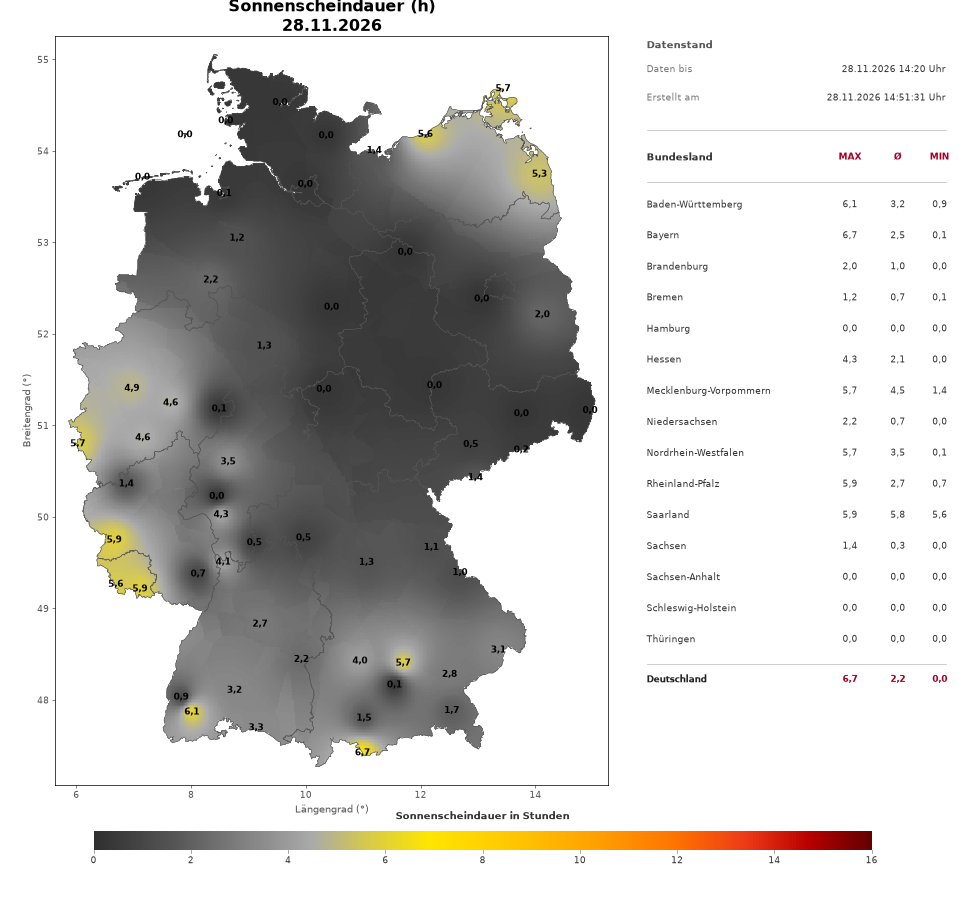 Sonnenscheindauer (h)
28.11.2026
Datenstand
Daten bis 28.11.2026 14:20 Uhr
Erstellt am 28.11.2026 14:51:31 Uhr
Bundesland MAX Ø MIN
Baden-Württemberg 6,1 3,2 0,9
Bayern 6,7 2,5 0,1
Brandenburg 2,0 1,0 0,0
Bremen 1,2 0,7 0,1
Hamburg 0,0 0,0 0,0
Hessen 4,3 2,1 0,0
Mecklenburg-Vorpommern 5,7 4,5 1,4
Niedersachsen 2,2 0,7 0,0
Nordrhein-Westfalen 5,7 3,5 0,1
Rheinland-Pfalz 5,9 2,7 0,7
Saarland 5,9 5,8 5,6
Sachsen 1,4 0,3 0,0
Sachsen-Anhalt 0,0 0,0 0,0
Schleswig-Holstein 0,0 0,0 0,0
Thüringen 0,0 0,0 0,0
Deutschland 6,7 2,2 0,0
Breitengrad (°)
55
54
53
52
51
50
49
48
5,7
0,0
0,0
0,0 0,0 5,6
1,4
0,0 0,0 5,3
0,1
1,2
0,0
2,2
0,0 0,0
2,0
1,3
4,9 0,0 0,0
4,6 0,1 0,0 0,0
5,7 4,6 0,5 0,2
3,5
1,4 1,4
0,0
4,3
5,9 0,5 0,5 1,1
4,1 1,3
0,7 1,0
5,6 5,9
2,7
3,1
2,2 4,0 5,7
2,8
0,9 3,2 0,1
6,1 1,5 1,7
3,3
6,7
6 8 10 12 14
Längengrad (°)
Sonnenscheindauer in Stunden
0 2 4 6 8 10 12 14 16